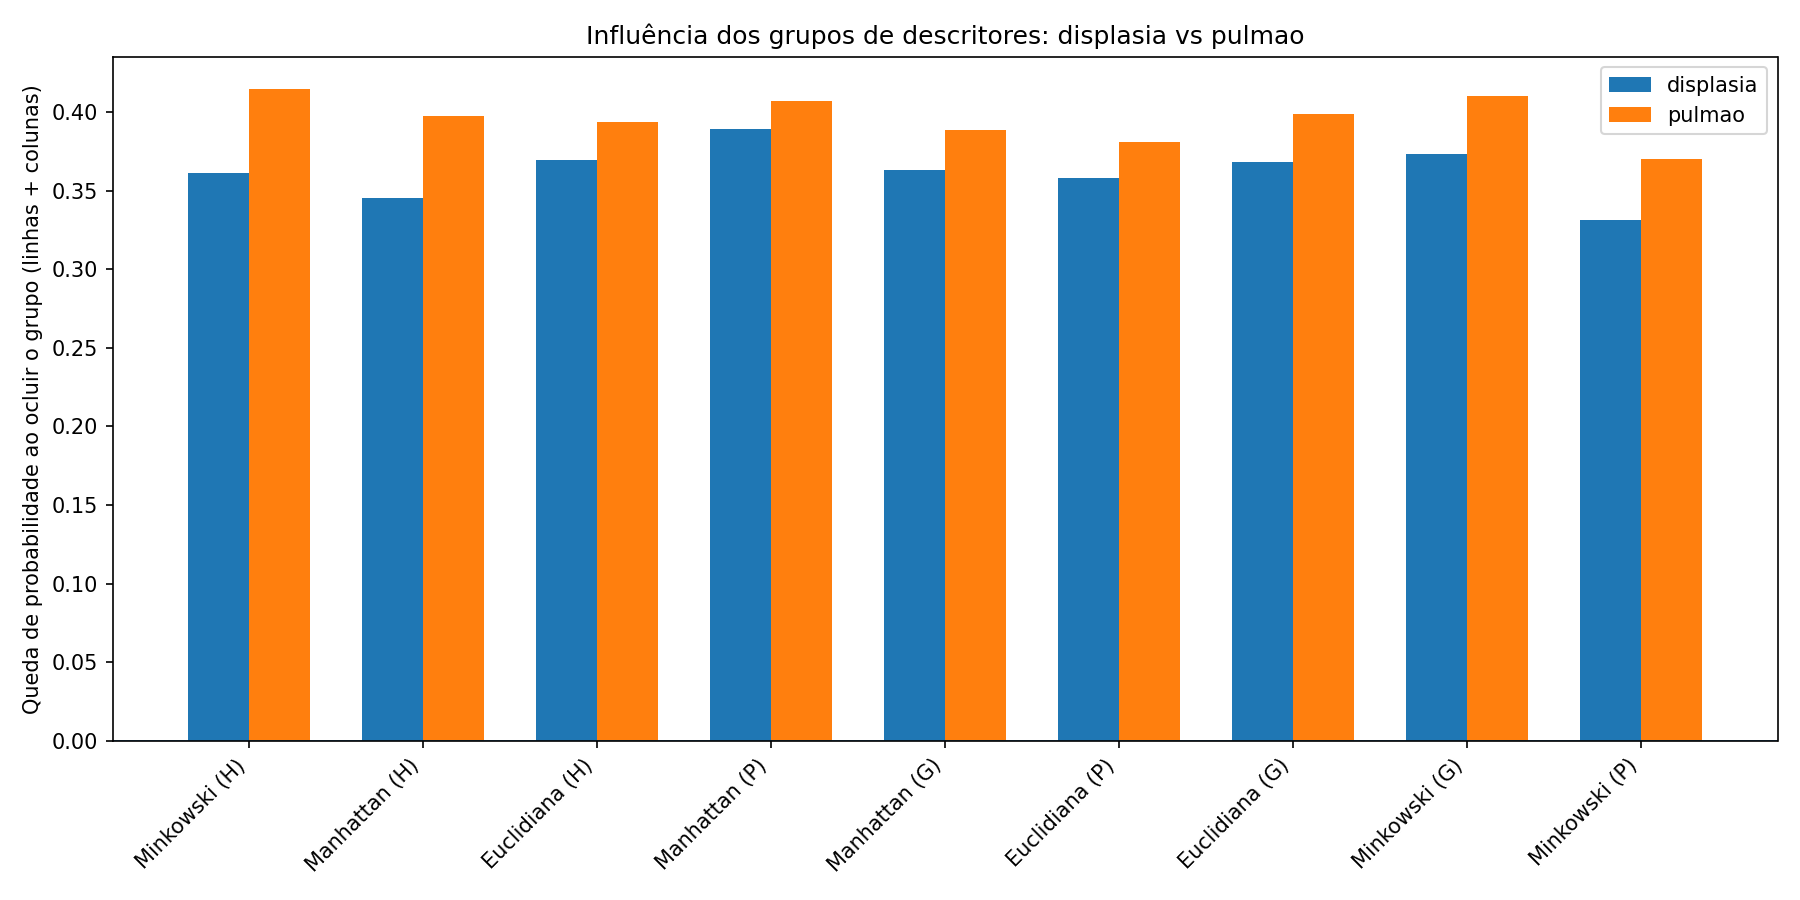 Influência dos grupos de descritores: displasia vs pulmao
displasia
pulmao
Queda de probabilidade ao ocluir o grupo (linhas + colunas)
0.40
0.35
0.30
0.25
0.20
0.15
0.10
0.05
0.00
Minkowski (H)
Manhattan (H)
Euclidiana (H)
Manhattan (P)
Manhattan (G)
Euclidiana (P)
Euclidiana (G)
Minkowski (G)
Minkowski (P)